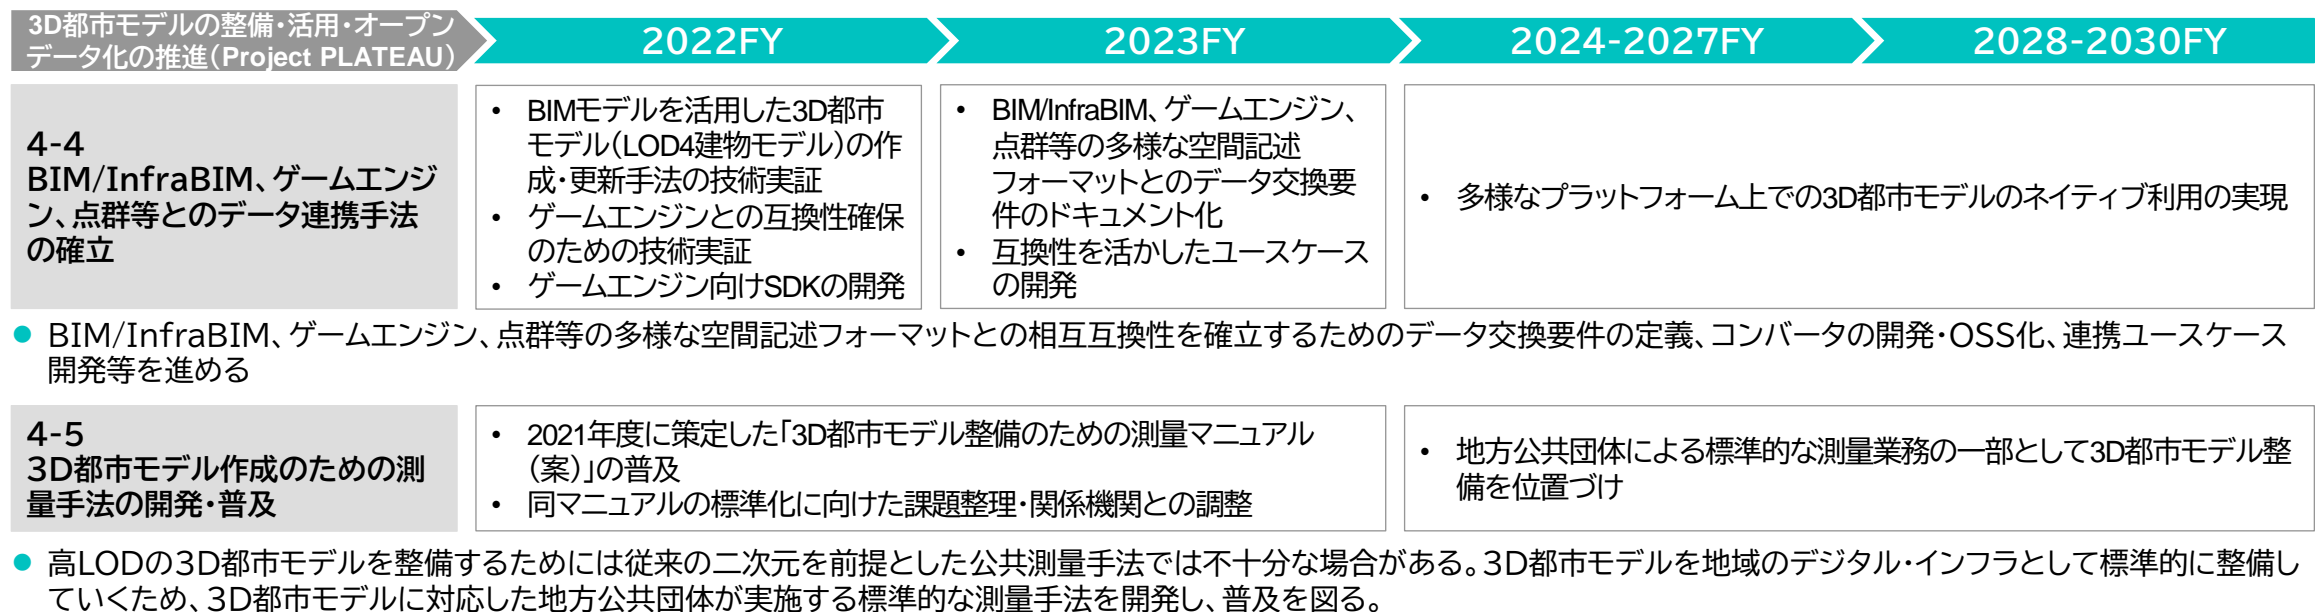 3D都市モデルの整備・活用・オープン
データ化の推進（Project PLATEAU）
2022FY
2023FY
2024-2027FY
2028-2030FY
4-4
BIM/InfraBIM、ゲームエンジ
ン、点群等とのデータ連携手法
の確立
• BIMモデルを活用した3D都市
モデル（LOD4建物モデル）の作
成・更新手法の技術実証
• ゲームエンジンとの互換性確保
のための技術実証
• ゲームエンジン向けSDKの開発
• BIM/InfraBIM、ゲームエンジン、
点群等の多様な空間記述
フォーマットとのデータ交換要
件のドキュメント化
• 互換性を活かしたユースケース
の開発
• 多様なプラットフォーム上での3D都市モデルのネイティブ利用の実現
● BIM/InfraBIM、ゲームエンジン、点群等の多様な空間記述フォーマットとの相互互換性を確立するためのデータ交換要件の定義、コンバータの開発・OSS化、連携ユースケース
開発等を進める
4-5
3D都市モデル作成のための測
量手法の開発・普及
• 2021年度に策定した「3D都市モデル整備のための測量マニュアル
（案）」の普及
• 同マニュアルの標準化に向けた課題整理・関係機関との調整
• 地方公共団体による標準的な測量業務の一部として3D都市モデル整
備を位置づけ
● 高LODの3D都市モデルを整備するためには従来の二次元を前提とした公共測量手法では不十分な場合がある。3D都市モデルを地域のデジタル・インフラとして標準的に整備し
ていくため、3D都市モデルに対応した地方公共団体が実施する標準的な測量手法を開発し、普及を図る。